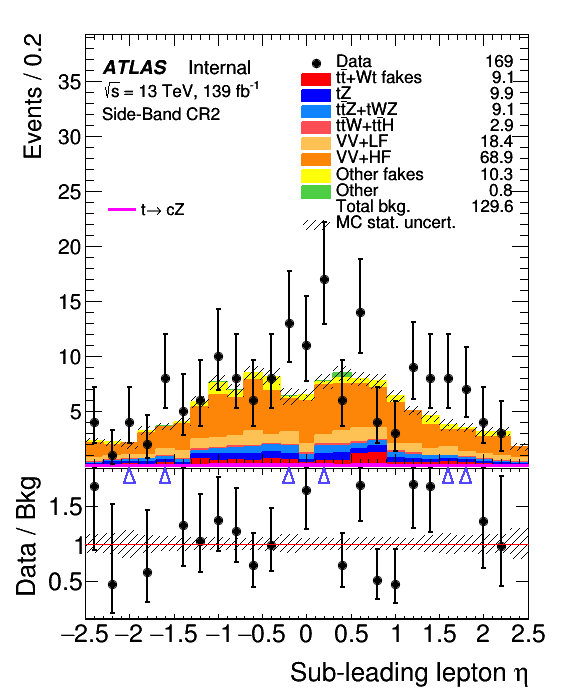 Events / 0.2
35
30
25
20
15
10
5
ATLAS Internal
√s = 13 TeV, 139 fb⁻¹
Side-Band CR2
t→ cZ
Data 169
tt̄+Wt fakes 9.1
tZ 9.9
tt̄Z+tWZ 9.1
tt̄W+tt̄H 2.9
VV+LF 18.4
VV+HF 68.9
Other fakes 10.3
Other 0.8
Total bkg. 129.6
MC stat. uncert.
Data / Bkg
1.5
1
0.5
−2.5 −2 −1.5 −1 −0.5 0 0.5 1 1.5 2 2.5
Sub-leading lepton η